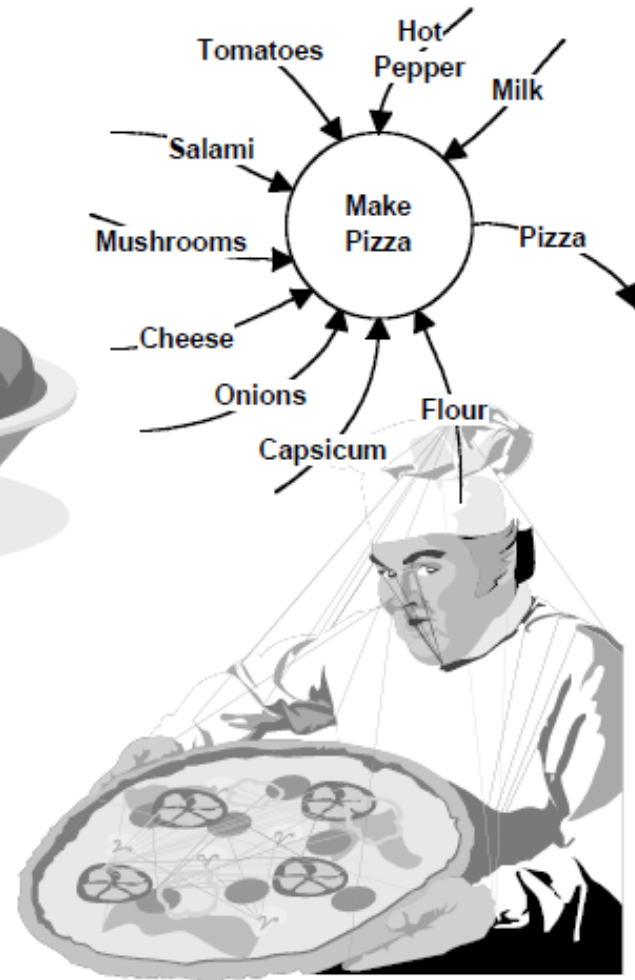 Hot
Pepper
Tomatoes
Milk
Salami
Make
Pizza
Mushrooms
Pizza
Cheese
Onions
Flour
Capsicum